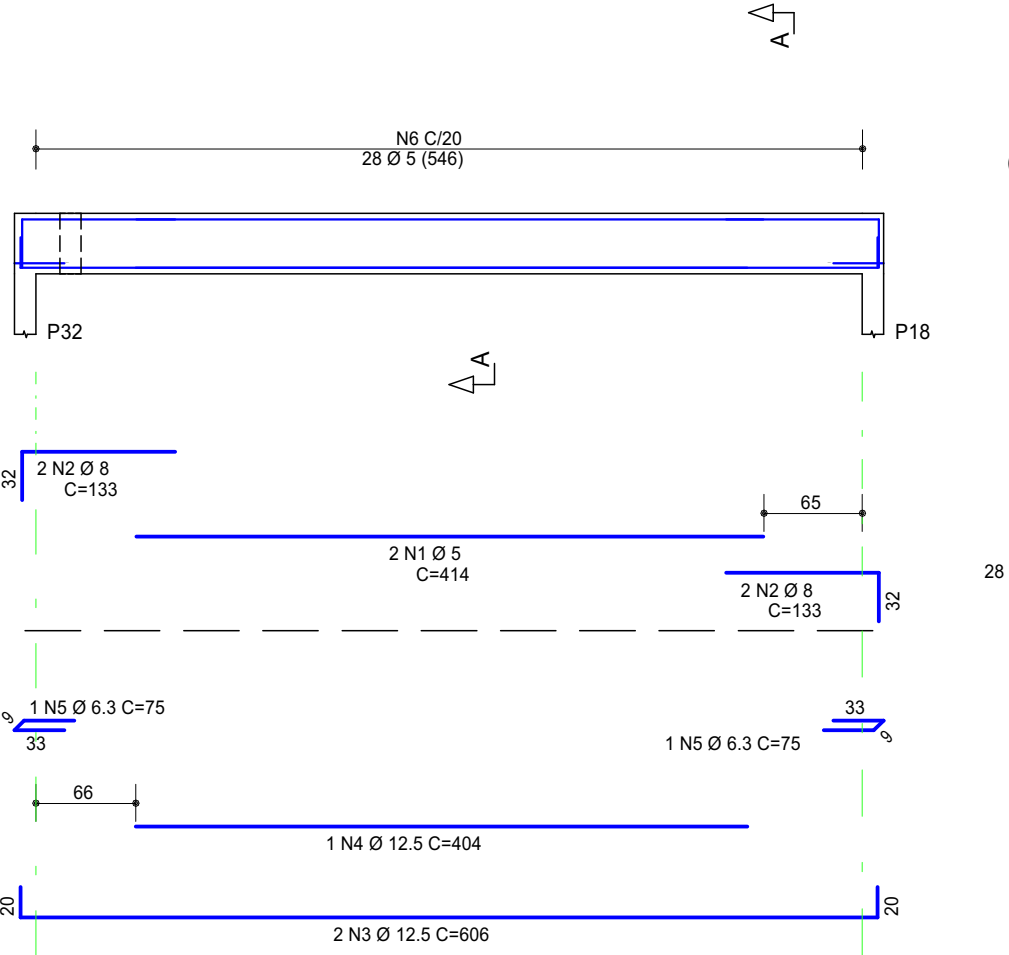 A
N6 C/20
28 Ø 5 (546)
P32
P18
A
32
2 N2 Ø 8
C=133
65
2 N1 Ø 5
C=414
28
2 N2 Ø 8
C=133
32
1 N5 Ø 6.3 C=75
9
33
33
1 N5 Ø 6.3 C=75
9
66
1 N4 Ø 12.5 C=404
20
20
2 N3 Ø 12.5 C=606